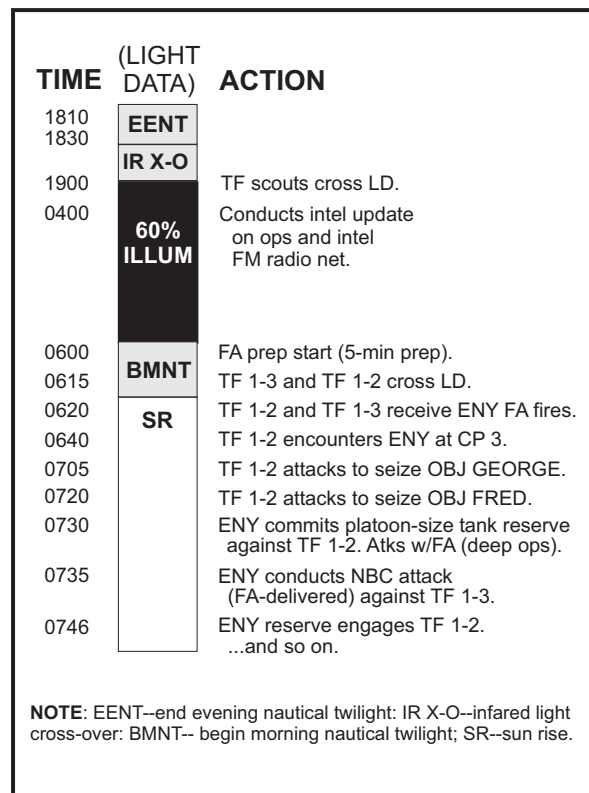 TIME (LIGHT DATA) ACTION
1810 EENT
1830
IR X-O
1900 TF scouts cross LD.
0400 Conducts intel update
on ops and intel
FM radio net.
60%
ILLUM
0600 FA prep start (5-min prep).
BMNT
0615 TF 1-3 and TF 1-2 cross LD.
0620 TF 1-2 and TF 1-3 receive ENY FA fires.
SR
0640 TF 1-2 encounters ENY at CP 3.
0705 TF 1-2 attacks to seize OBJ GEORGE.
0720 TF 1-2 attacks to seize OBJ FRED.
0730 ENY commits platoon-size tank reserve
against TF 1-2. Atks w/FA (deep ops).
0735 ENY conducts NBC attack
(FA-delivered) against TF 1-3.
0746 ENY reserve engages TF 1-2.
...and so on.
NOTE: EENT--end evening nautical twilight: IR X-O--infared light
cross-over: BMNT-- begin morning nautical twilight; SR--sun rise.